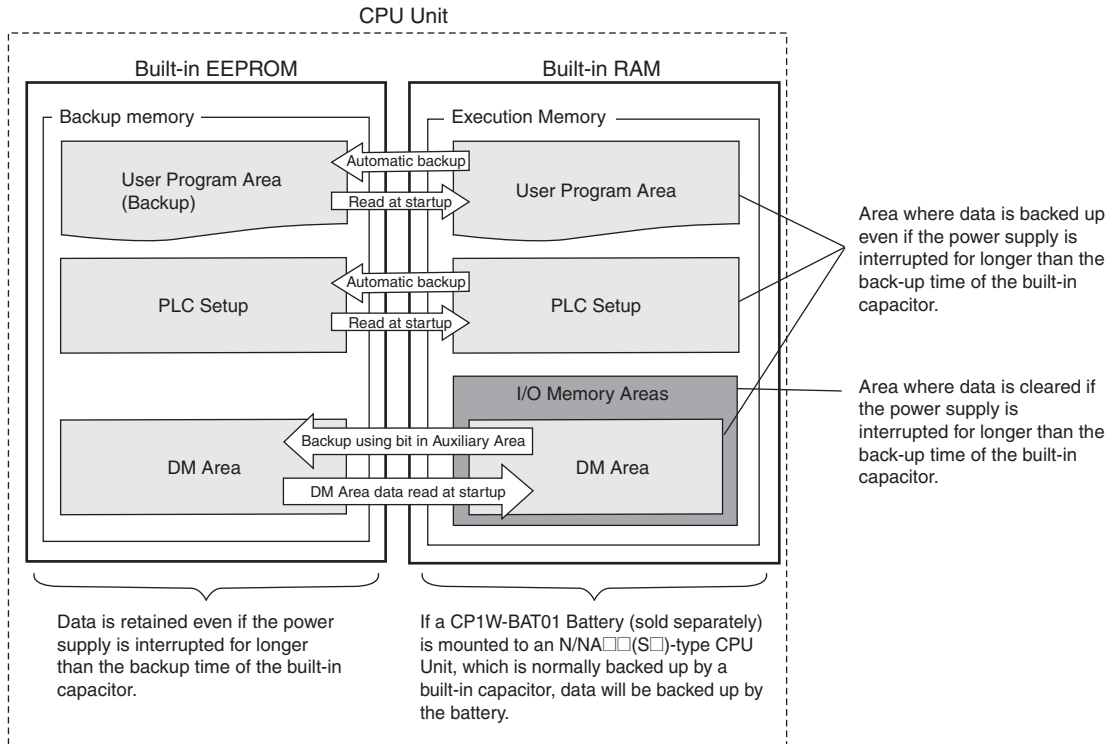 CPU Unit
Built-in EEPROM
Built-in RAM
Backup memory
Execution Memory
User Program Area
(Backup)
Automatic backup
Read at startup
User Program Area
PLC Setup
Automatic backup
Read at startup
PLC Setup
I/O Memory Areas
DM Area
Backup using bit in Auxiliary Area
DM Area data read at startup
DM Area
Area where data is backed up
even if the power supply is
interrupted for longer than the
back-up time of the built-in
capacitor.
Area where data is cleared if
the power supply is
interrupted for longer than the
back-up time of the built-in
capacitor.
Data is retained even if the power
supply is interrupted for longer
than the backup time of the built-in
capacitor.
If a CP1W-BAT01 Battery (sold separately)
is mounted to an N/NA□□(S□)-type CPU
Unit, which is normally backed up by a
built-in capacitor, data will be backed up by
the battery.